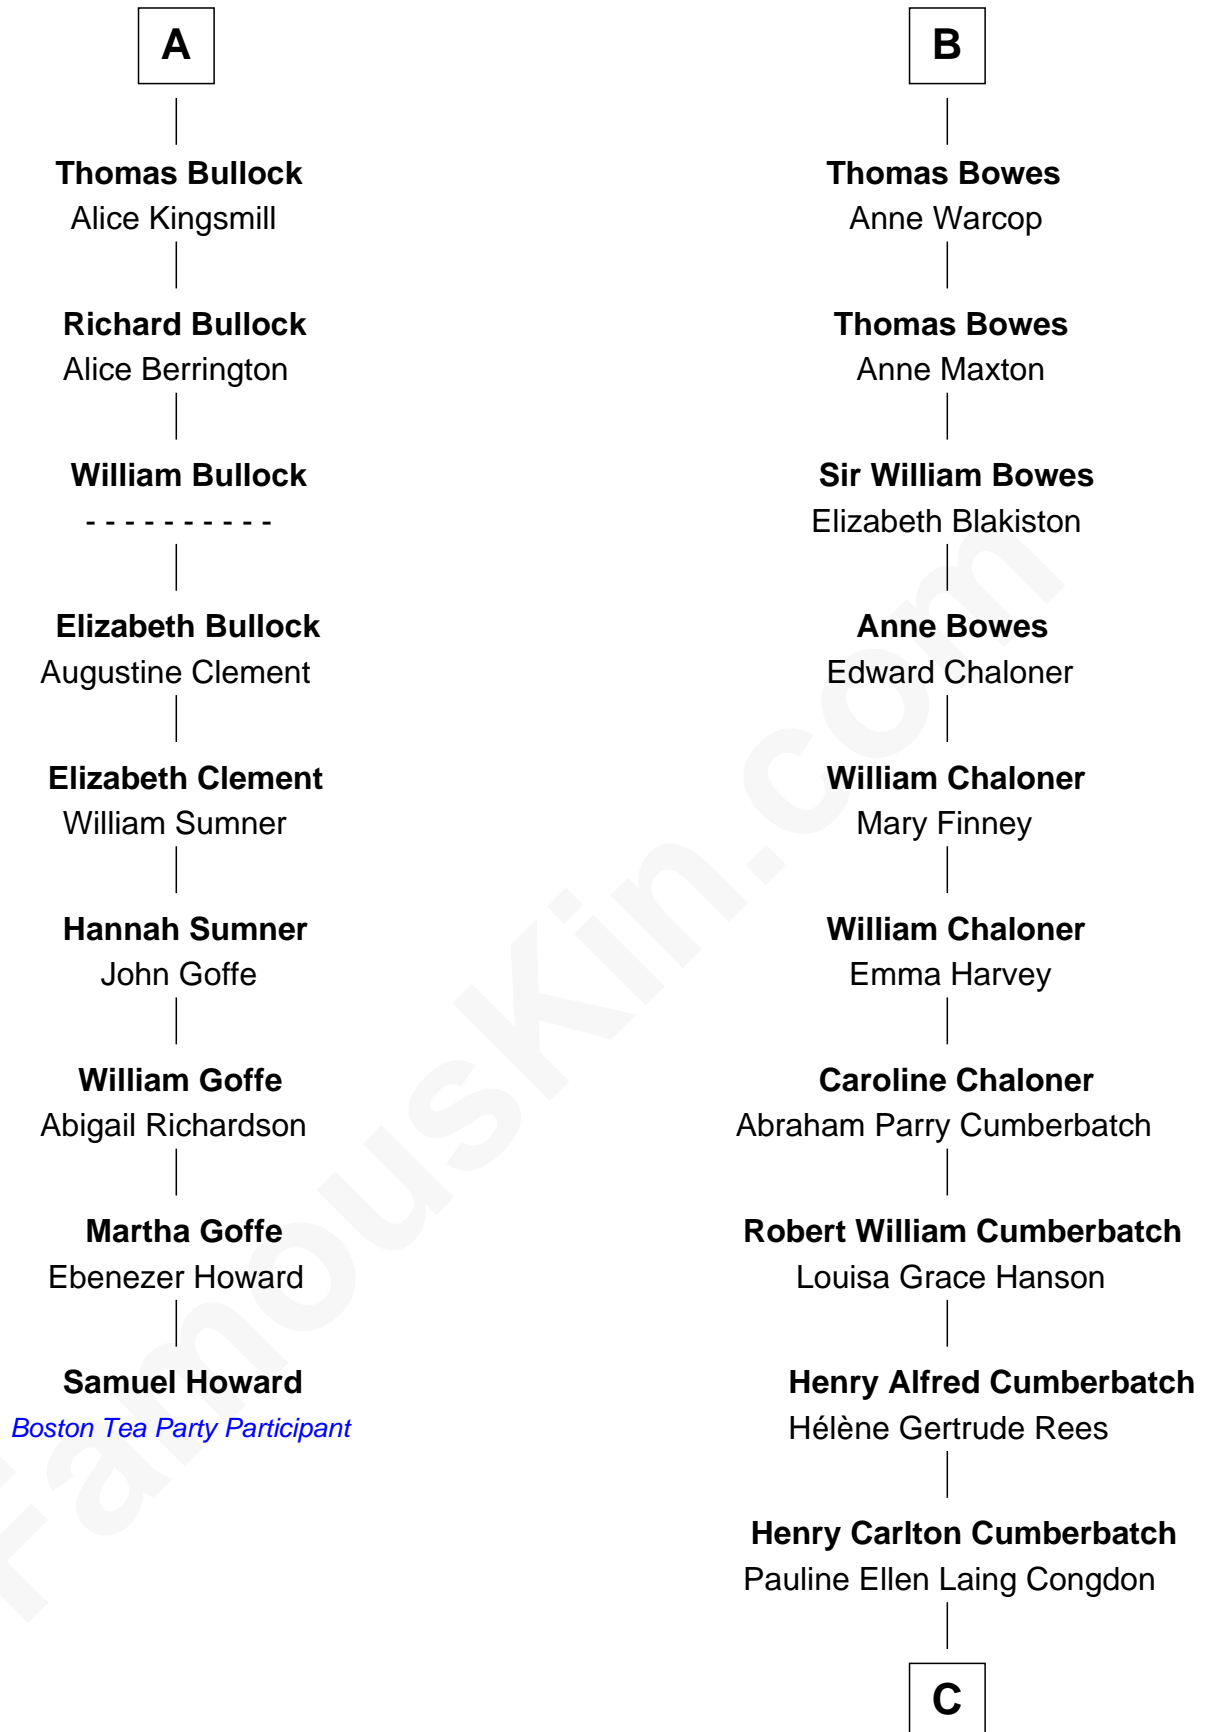 A
Thomas Bullock
Alice Kingsmill
Richard Bullock
Alice Berrington
William Bullock
- - - - - - - - - -
Elizabeth Bullock
Augustine Clement
Elizabeth Clement
William Sumner
Hannah Sumner
John Goffe
William Goffe
Abigail Richardson
Martha Goffe
Ebenezer Howard
Samuel Howard
Boston Tea Party Participant
B
Thomas Bowes
Anne Warcop
Thomas Bowes
Anne Maxton
Sir William Bowes
Elizabeth Blakiston
Anne Bowes
Edward Chaloner
William Chaloner
Mary Finney
William Chaloner
Emma Harvey
Caroline Chaloner
Abraham Parry Cumberbatch
Robert William Cumberbatch
Louisa Grace Hanson
Henry Alfred Cumberbatch
Hélène Gertrude Rees
Henry Carlton Cumberbatch
Pauline Ellen Laing Congdon
C
FamousKin.com